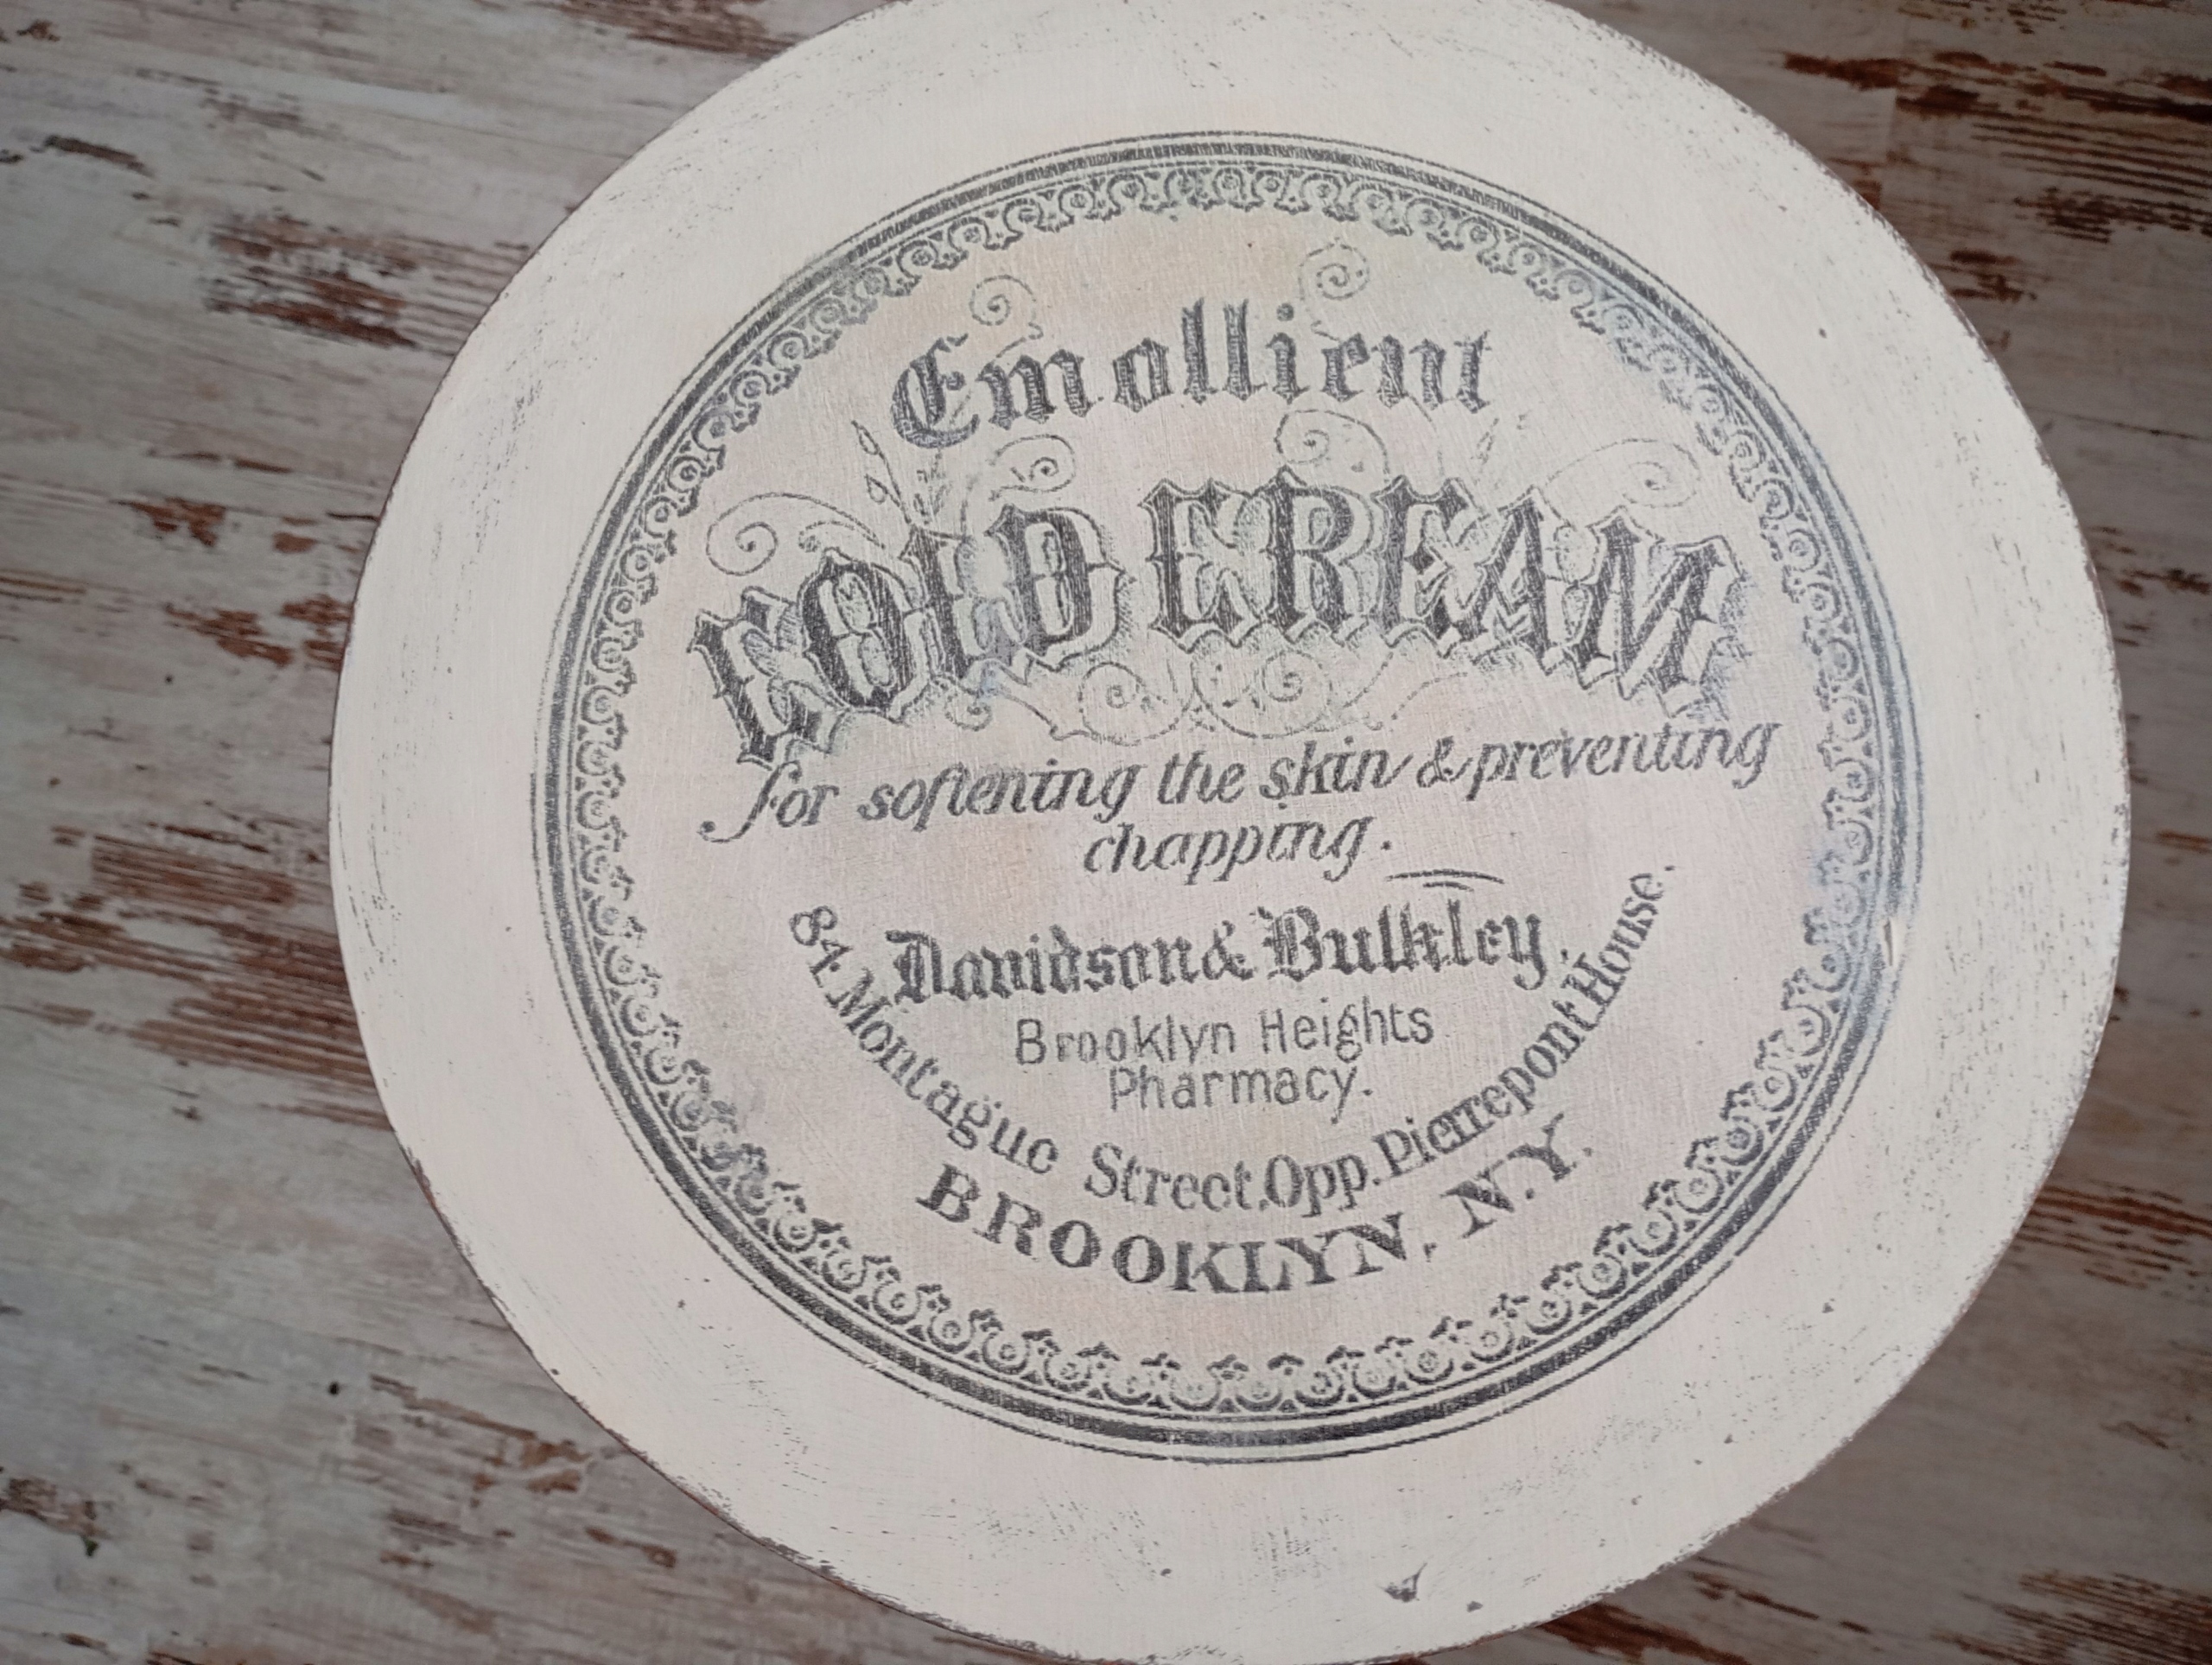 Emollient
COLD CREAM
for softening the skin & preventing
chapping.
Davidson & Bulkley.
Brooklyn Heights
Pharmacy.
84. Montague Street, Opp. Pierrepont House.
BROOKLYN, N.Y.